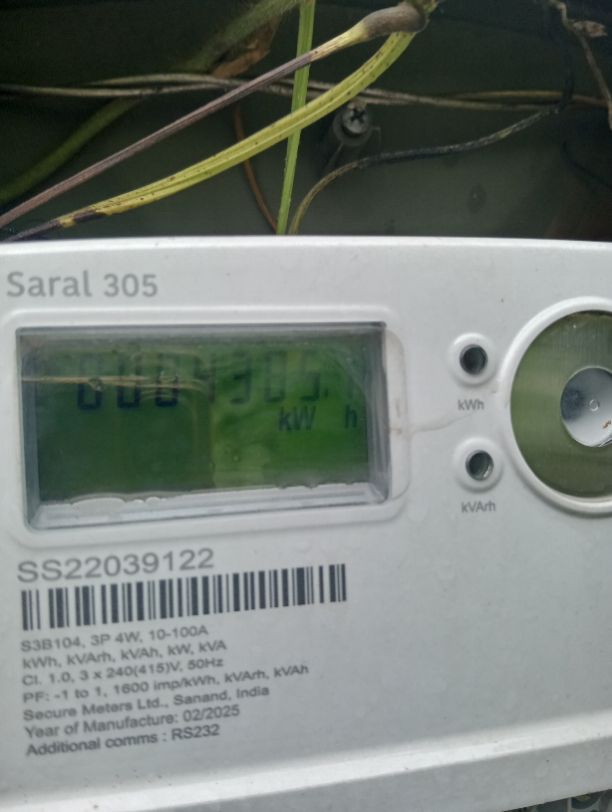 Saral 305
kW h
kWh
kVArh
SS22039122
S3B104, 3P 4W, 10-100A
kWh, kVArh, kVAh, kW, kVA
Cl. 1.0, 3 x 240(415)V, 50Hz
PF: -1 to 1, 1600 imp/kWh, kVArh, kVAh
Secure Meters Ltd., Sanand, India
Year of Manufacture: 02/2025
Additional comms : RS232